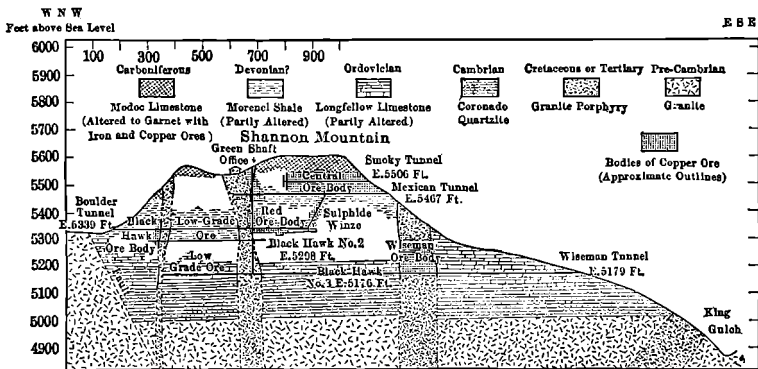 W N W
E S E
Feet above Sea Level
6000
100 300 500 700 900
5900
Carboniferous
Devonian?
Ordovician
Cambrian
Cretaceous or Tertiary
Pre-Cambrian
5800
Modoc Limestone
(Altered to Garnet with
Iron and Copper Ores)
Morenci Shale
(Partly Altered)
Longfellow Limestone
(Partly Altered)
Coronado
Quartzite
Granite Porphyry
Granite
5700
Shannon Mountain
Bodies of Copper Ore
(Approximate Outlines)
5600
Green Shaft
Office
Smoky Tunnel
E.5506 Ft.
5500
Central
Ore Body
Mexican Tunnel
E.5467 Ft.
Boulder
Tunnel
E.5339 Ft.
5400
Black
Hawk
Ore Body
Low Grade
Ore
Red
Ore Body
Sulphide
Winze
5300
Black Hawk No.2
E.5298 Ft.
Wiseman
Ore Body
Low
Grade Ore
Wiseman Tunnel
E.5179 Ft.
5200
Black Hawk
No.3 E.5176 Ft.
5100
King
Gulch
5000
4900